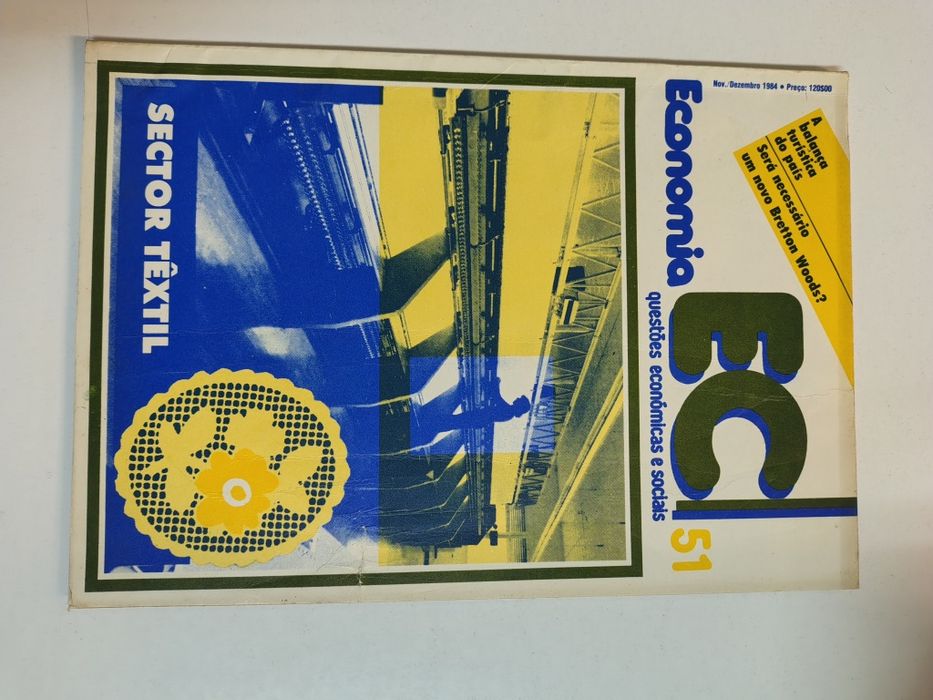 Nov./Dezembro 1984 • Preço: 120$00
A
balança
turística
do país
Será necessário
um novo Bretton Woods?
EC
Economia
questões económicas e sociais
51
SECTOR TÊXTIL